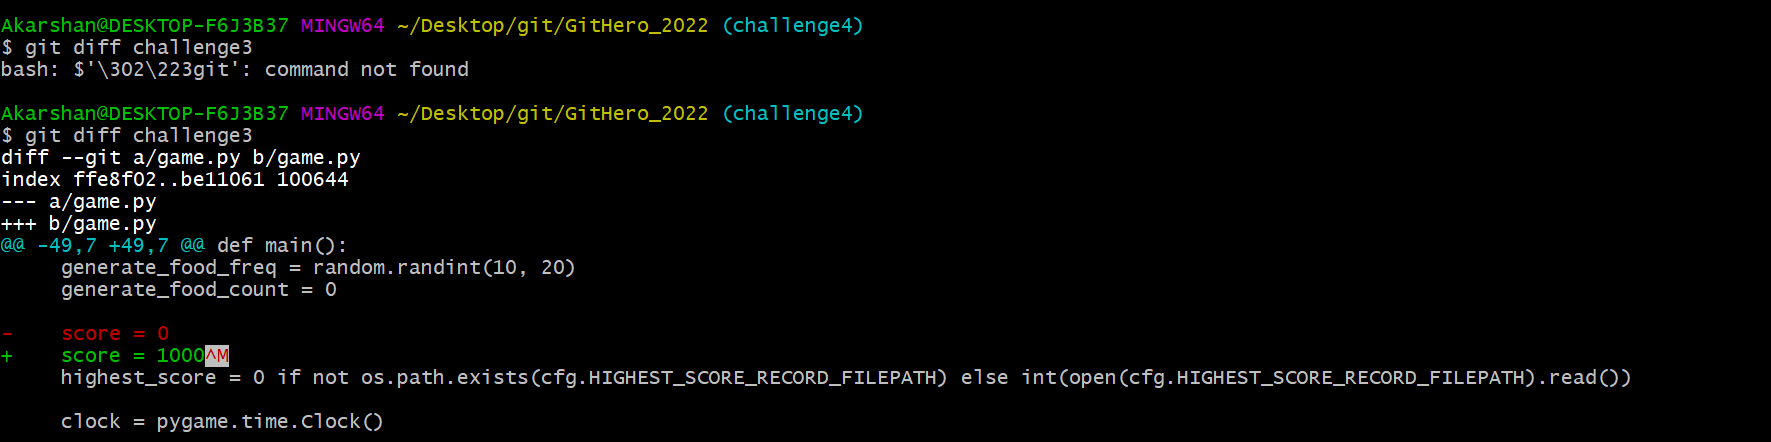 Akarshan@DESKTOP-F6J3B37 MINGW64 ~/Desktop/git/GitHero_2022 (challenge4)
$ git diff challenge3
bash: $'\302\223git': command not found

Akarshan@DESKTOP-F6J3B37 MINGW64 ~/Desktop/git/GitHero_2022 (challenge4)
$ git diff challenge3
diff --git a/game.py b/game.py
index ffe8f02..be11061 100644
--- a/game.py
+++ b/game.py
@@ -49,7 +49,7 @@ def main():
     generate_food_freq = random.randint(10, 20)
     generate_food_count = 0

-    score = 0
+    score = 1000^M
     highest_score = 0 if not os.path.exists(cfg.HIGHEST_SCORE_RECORD_FILEPATH) else int(open(cfg.HIGHEST_SCORE_RECORD_FILEPATH).read())

     clock = pygame.time.Clock()